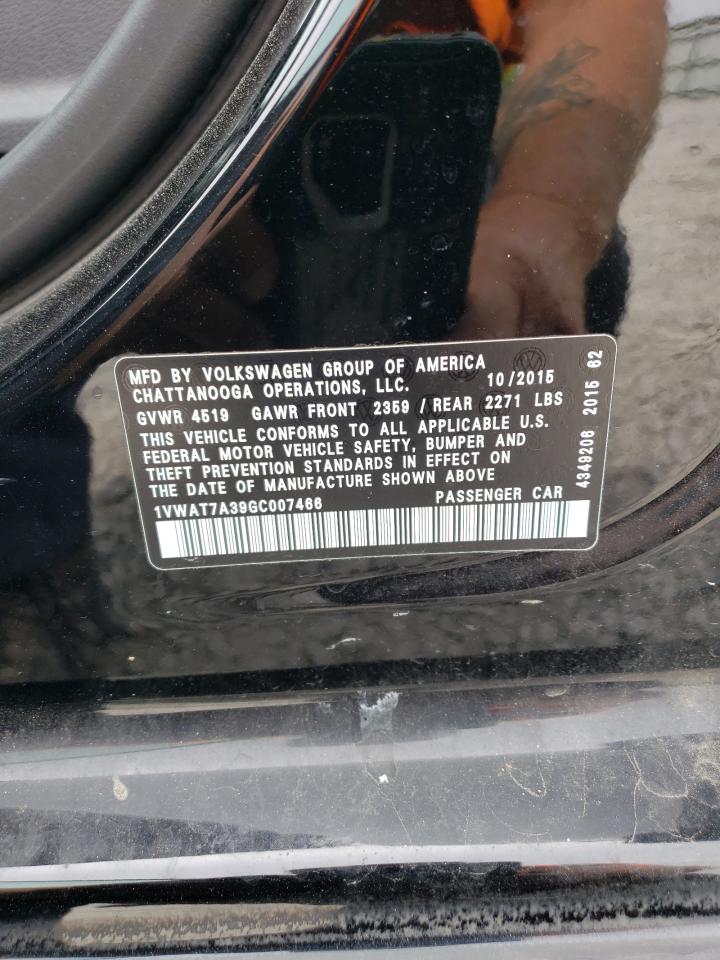 MFD BY VOLKSWAGEN GROUP OF AMERICA
CHATTANOOGA OPERATIONS, LLC. 10/2015
GVWR 4519 GAWR FRONT 2359 / REAR 2271 LBS
THIS VEHICLE CONFORMS TO ALL APPLICABLE U.S.
FEDERAL MOTOR VEHICLE SAFETY, BUMPER AND
THEFT PREVENTION STANDARDS IN EFFECT ON
THE DATE OF MANUFACTURE SHOWN ABOVE
1VWAT7A39GC007466 PASSENGER CAR
4349206 2015 62